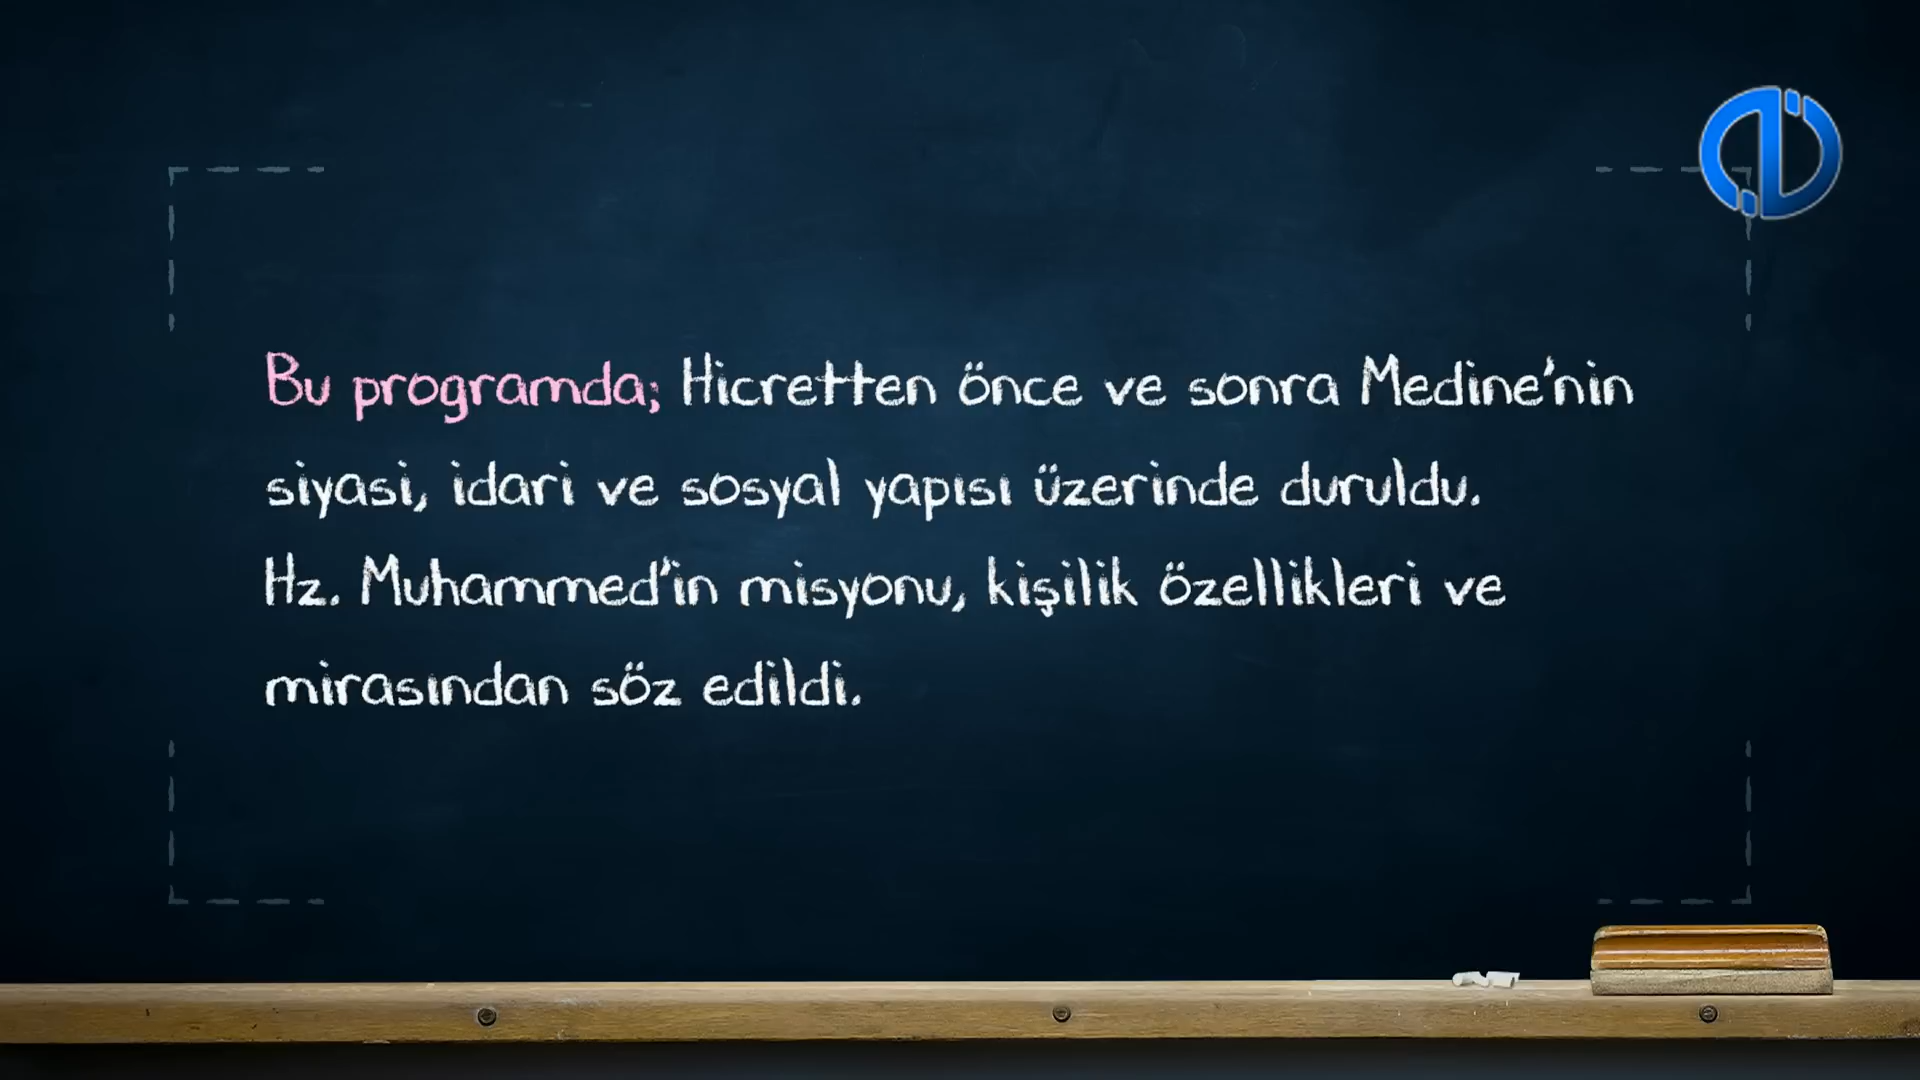 Bu programda; Hicretten önce ve sonra Medine'nin
siyasi, idari ve sosyal yapısı üzerinde duruldu.
Hz. Muhammed'in misyonu, kişilik özellikleri ve
mirasından söz edildi.